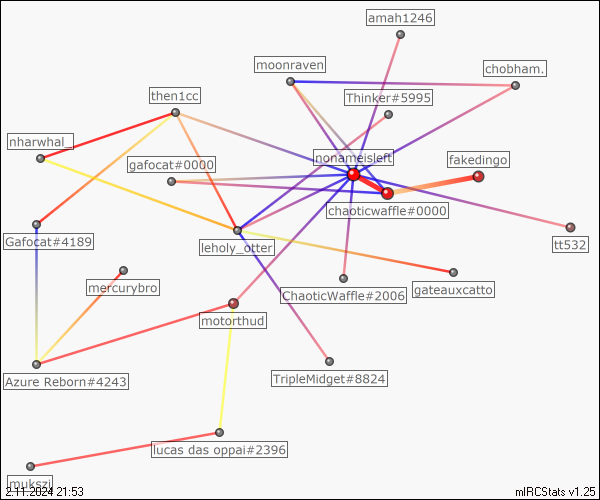 amah1246
moonraven
chobham.
then1cc
Thinker#5995
nharwhal_
gafocat#0000
nonameisleft
fakedingo
chaoticwaffle#0000
Gafocat#4189
leholy_otter
tt532
mercurybro
ChaoticWaffle#2006
gateauxcatto
motorthud
Azure Reborn#4243
TripleMidget#8824
lucas das oppai#2396
mukszi
2.11.2024 21:53
mIRCStats v1.25